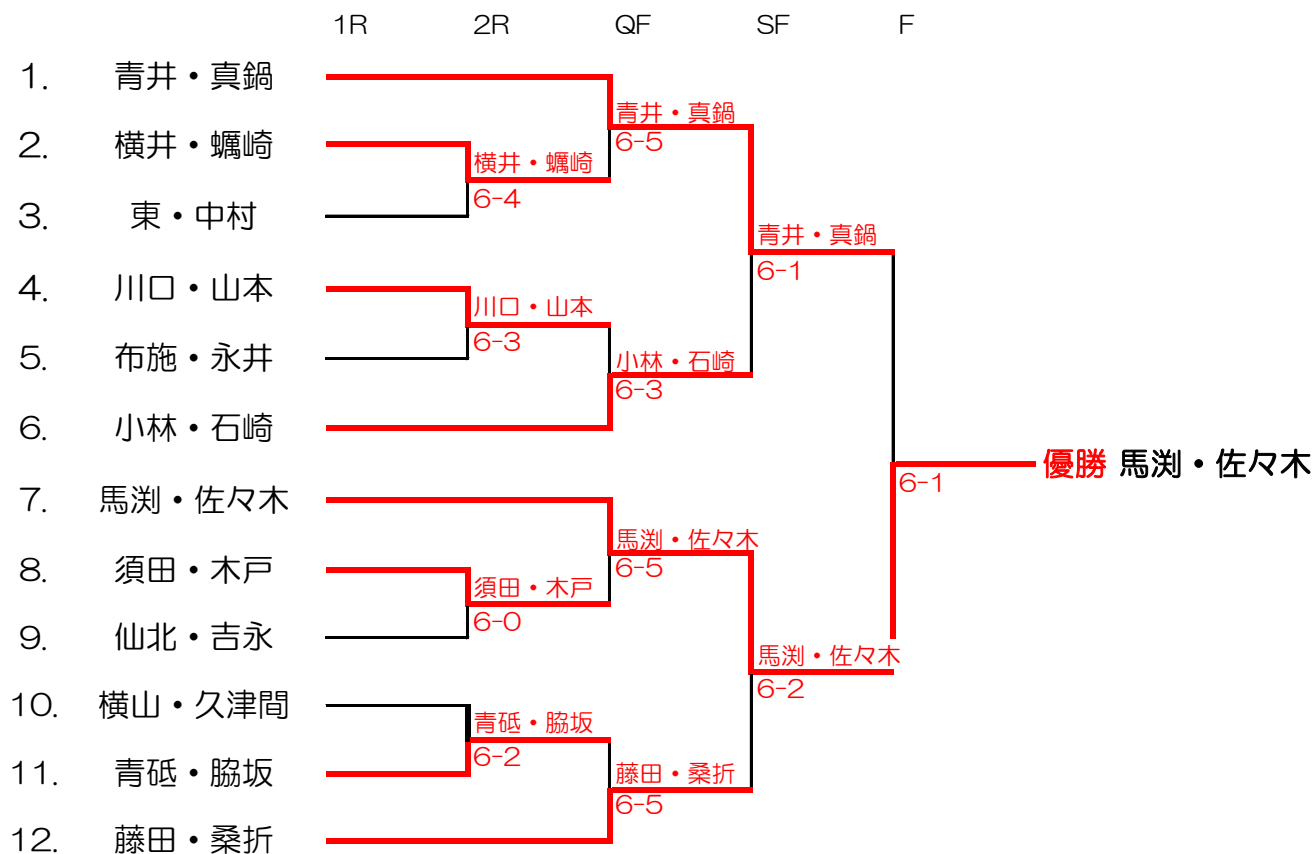 1R 2R QF SF F
1. 青井・真鍋
青井・真鍋
6-5
2. 横井・蠣崎
横井・蠣崎
6-4
3. 東・中村
青井・真鍋
6-1
4. 川口・山本
川口・山本
6-3
5. 布施・永井
小林・石崎
6-3
6. 小林・石崎
優勝 馬渕・佐々木
6-1
7. 馬渕・佐々木
馬渕・佐々木
6-5
8. 須田・木戸
須田・木戸
6-0
9. 仙北・吉永
馬渕・佐々木
6-2
10. 横山・久津間
青砥・脇坂
6-2
11. 青砥・脇坂
藤田・桑折
6-5
12. 藤田・桑折